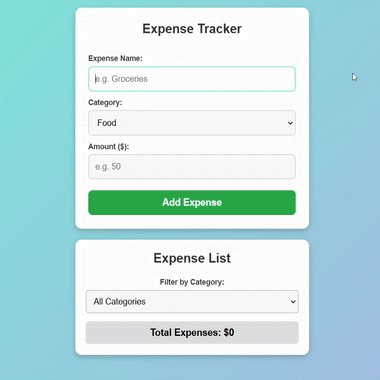 Expense Tracker
Expense Name:
e.g. Groceries
Category:
Food
Amount ($):
e.g. 50
Add Expense
Expense List
Filter by Category:
All Categories
Total Expenses: $0